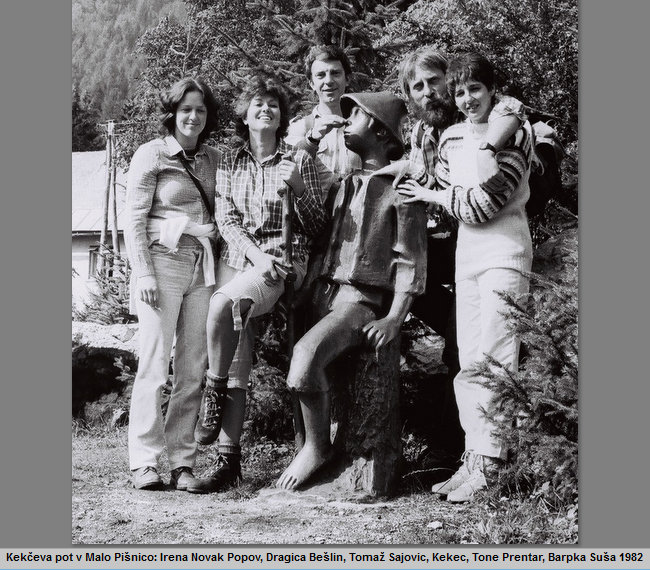 Kekčeva pot v Malo Pišnico: Irena Novak Popov, Dragica Bešlin, Tomaž Sajovic, Kekec, Tone Prentar, Barpka Suša 1982